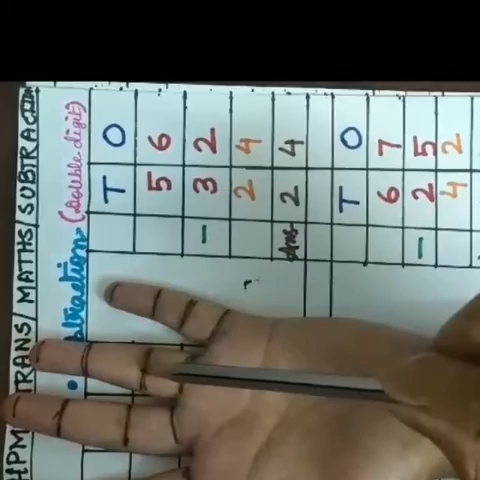 HPM TRANS/MATHS/SUBTRACTION
(Double digit)
T O
5 6
- 3 2
2 4
Ans- 2 4
T O
6 7
- 2 5
4 2